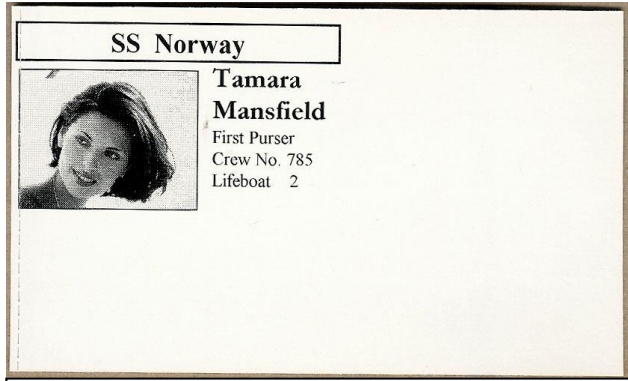 SS Norway
Tamara
Mansfield
First Purser
Crew No. 785
Lifeboat 2